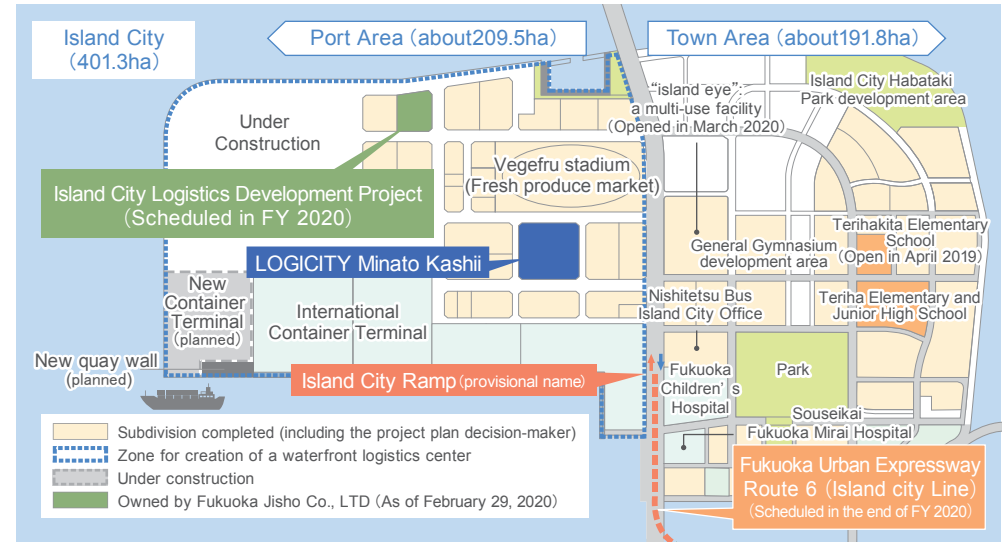 Island City
(401.3ha)
Port Area (about209.5ha)
Town Area (about191.8ha)
Under
Construction
"island eye":
a multi-use facility
(Opened in March 2020)
Island City Habataki
Park development area
Island City Logistics Development Project
(Scheduled in FY 2020)
Vegefru stadium
(Fresh produce market)
LOGICITY Minato Kashii
General Gymnasium
development area
Terihakita Elementary
School
(Open in April 2019)
New
Container
Terminal
(planned)
International
Container Terminal
Nishitetsu Bus
Island City Office
Teriha Elementary and
Junior High School
New quay wall
(planned)
Island City Ramp (provisional name)
Fukuoka
Children's
Hospital
Park
Souseikai
Fukuoka Mirai Hospital
Subdivision completed (including the project plan decision-maker)
Zone for creation of a waterfront logistics center
Under construction
Owned by Fukuoka Jisho Co., LTD (As of February 29, 2020)
Fukuoka Urban Expressway
Route 6 (Island city Line)
(Scheduled in the end of FY 2020)